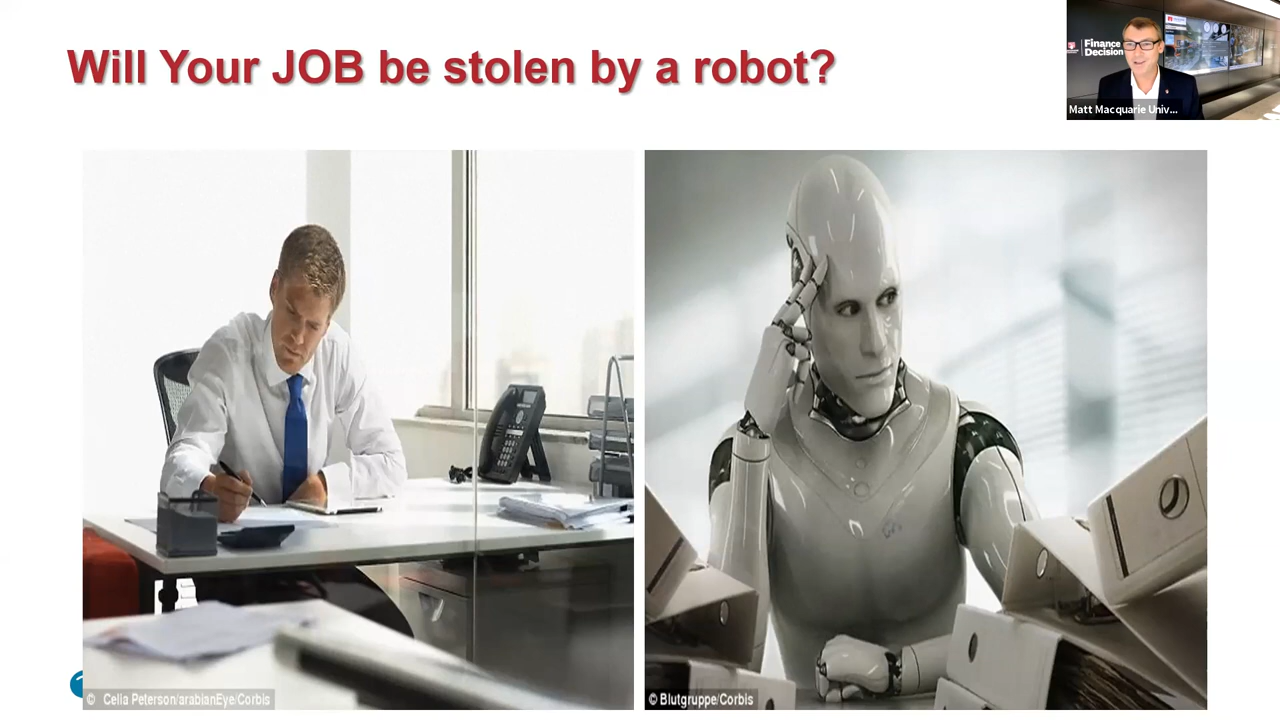 Will Your JOB be stolen by a robot?
Finance
Decision
Matt Macquarie Univ...
© Celia Peterson/arabianEye/Corbis
© Blutgruppe/Corbis